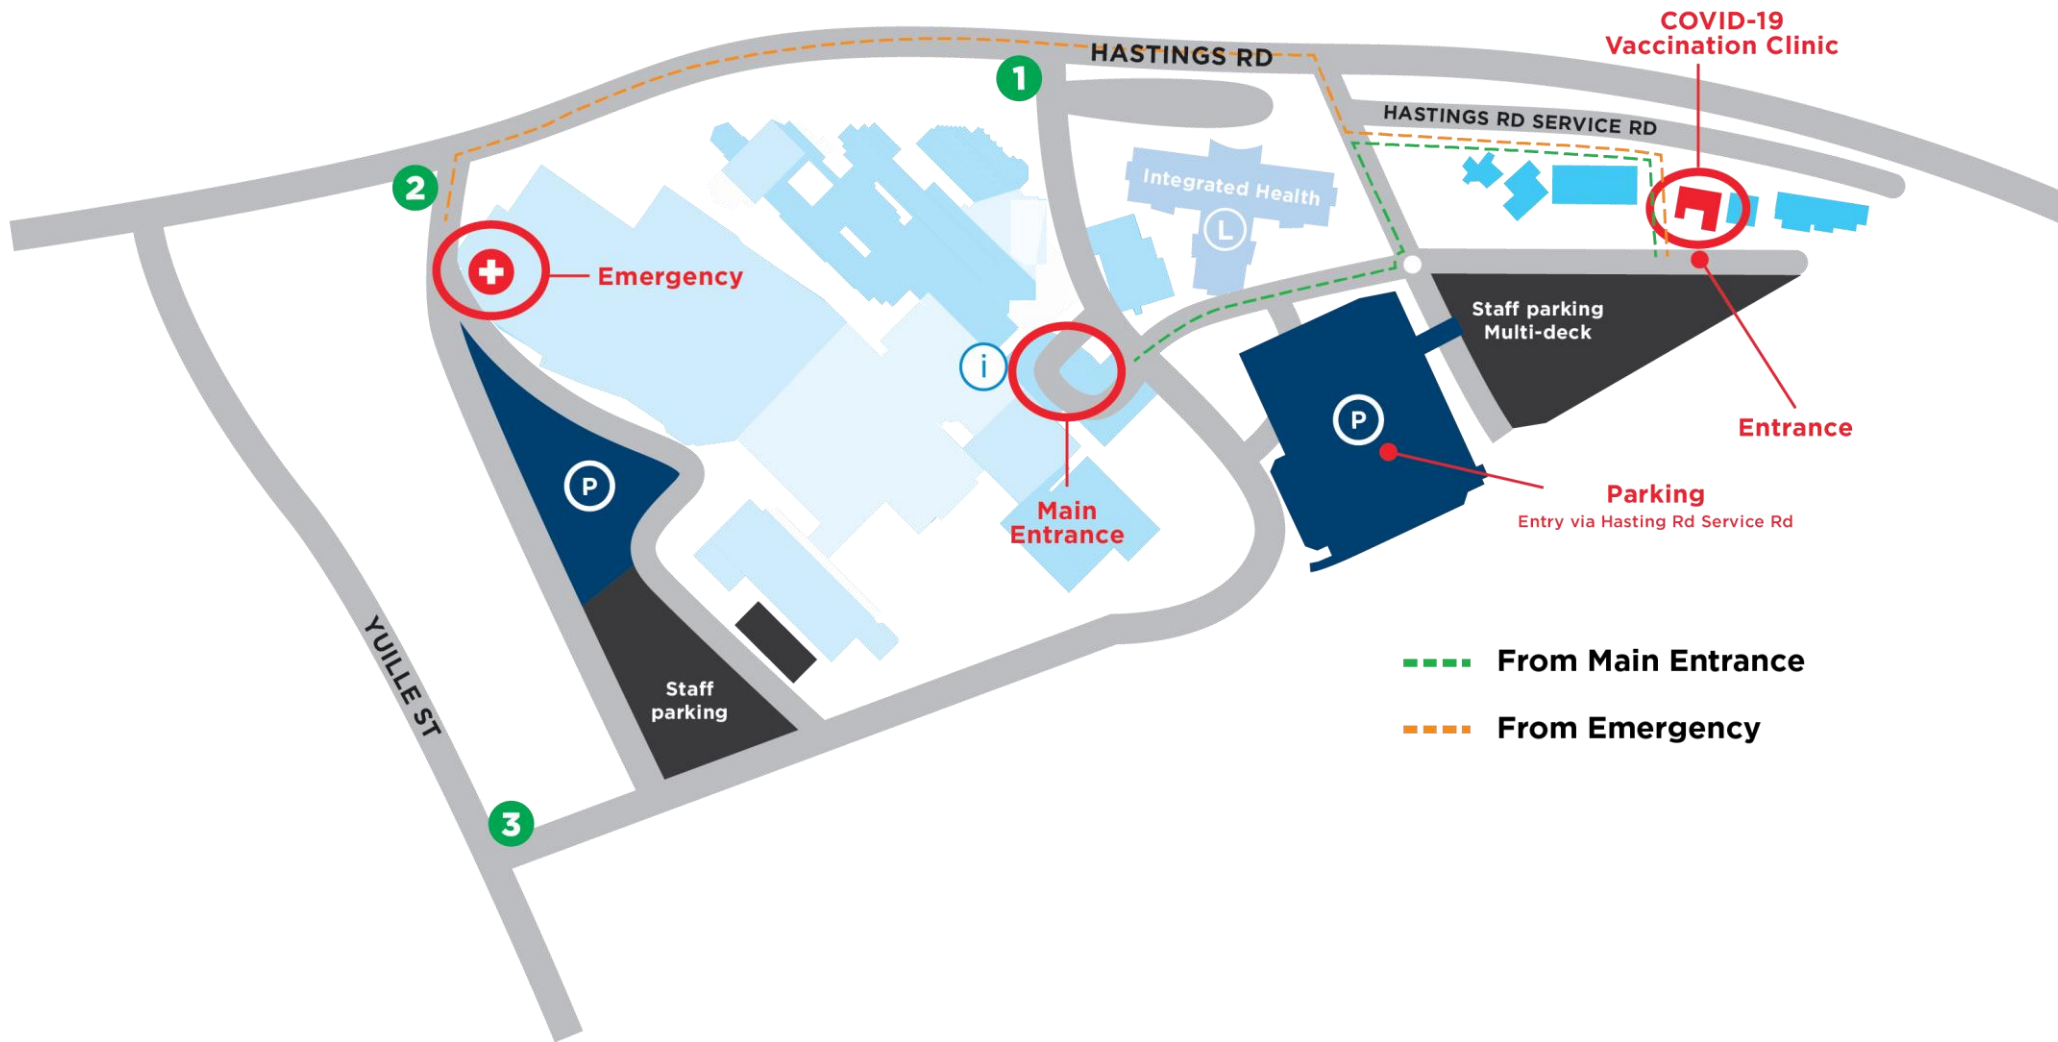 COVID-19
Vaccination Clinic
HASTINGS RD
1
HASTINGS RD SERVICE RD
2
Integrated Health
L
Emergency
Staff parking
Multi-deck
i
P
Entrance
P
Parking
Entry via Hasting Rd Service Rd
Main
Entrance
YUILLE ST
Staff
parking
From Main Entrance
From Emergency
3